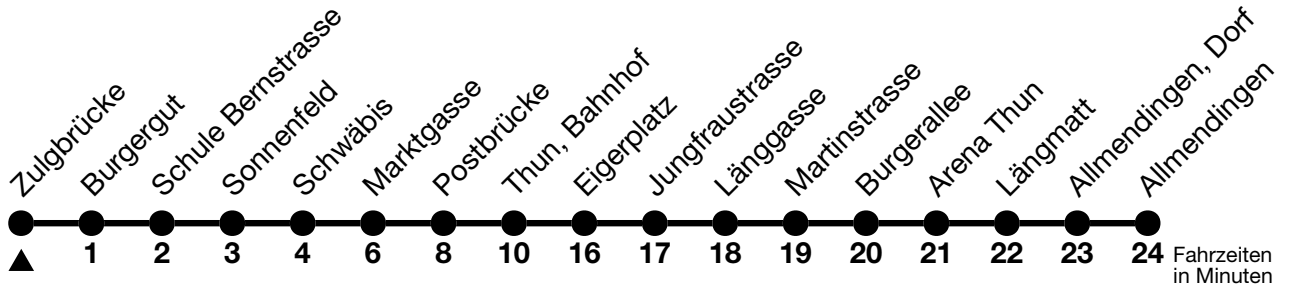 Zulgbrücke
Burgergut
Schule Bernstrasse
Sonnenfeld
Schwäbis
Marktgasse
Postbrücke
Thun, Bahnhof
Eigerplatz
Jungfraustrasse
Länggasse
Martinstrasse
Burgerallee
Arena Thun
Längmatt
Allmendingen, Dorf
Allmendingen
1 2 3 4 6 8 10 16 17 18 19 20 21 22 23 24
Fahrzeiten
in Minuten